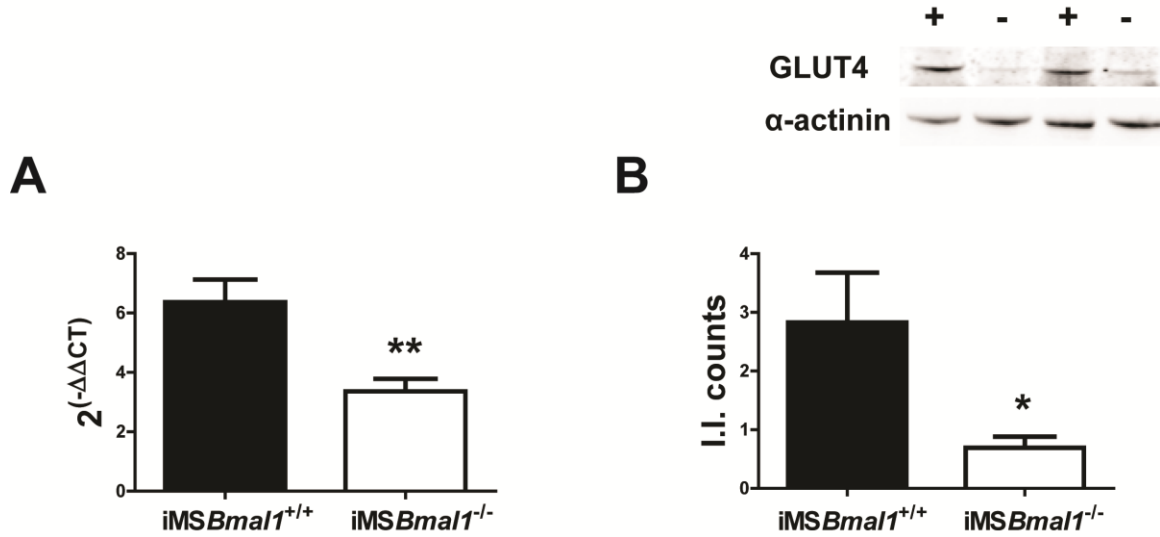 + - + -
GLUT4
α-actinin
A
B
8
6
4
2
0
2^(-ΔΔCT)
**
iMSBmal1^+/+ iMSBmal1^-/-
4
3
2
1
0
I.I. counts
*
iMSBmal1^+/+ iMSBmal1^-/-